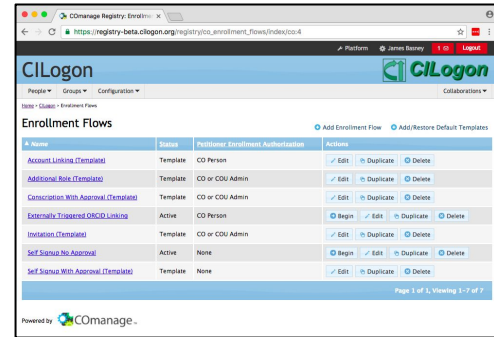 COmanage Registry: Enrollme
https://registry-beta.cilogon.org/registry/co_enrollment_flows/index/co:4
Platform James Basney 1 Logout
CILogon CILogon
People Groups Configuration Collaborations
Home > CILogon > Enrollment Flows
Enrollment Flows
Add Enrollment Flow Add/Restore Default Templates
Name Status Petitioner Enrollment Authorization Actions
Account Linking (Template) Template CO Person Edit Duplicate Delete
Additional Role (Template) Template CO or COU Admin Edit Duplicate Delete
Conscription With Approval (Template) Template CO or COU Admin Edit Duplicate Delete
Externally Triggered ORCID Linking Active CO Person Begin Edit Duplicate Delete
Invitation (Template) Template CO or COU Admin Edit Duplicate Delete
Self Signup No Approval Active None Begin Edit Duplicate Delete
Self Signup With Approval (Template) Template None Edit Duplicate Delete
Page 1 of 1, Viewing 1-7 of 7
Powered by COmanage